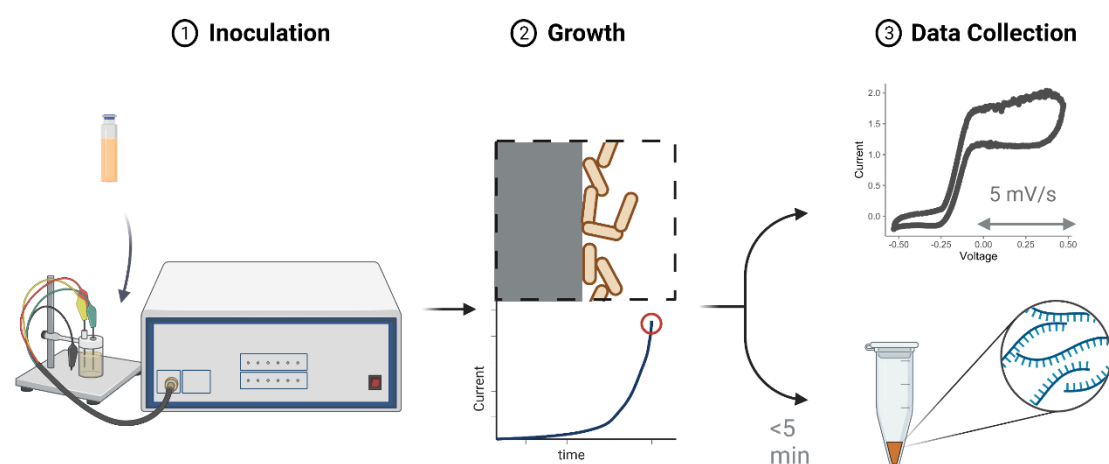 1 Inoculation
2 Growth
3 Data Collection
2.0
1.5
1.0
0.5
0.0
Current
5 mV/s
-0.50
-0.25
0.00
0.25
0.50
Voltage
Current
time
<5
min